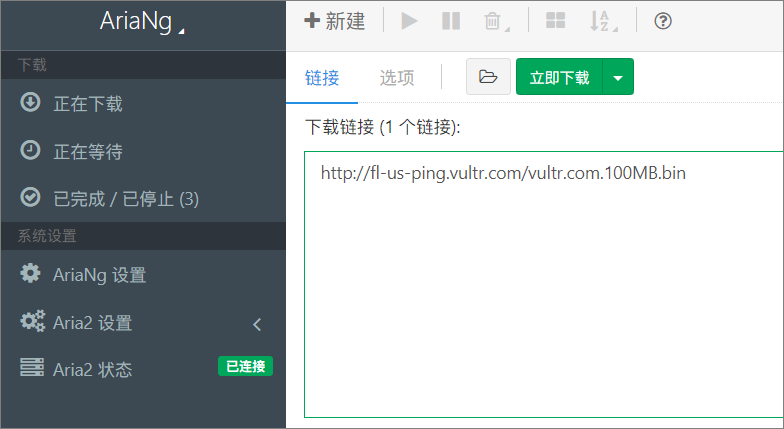 AriaNg
新建
下载
链接
选项
立即下载
正在下载
下载链接 (1 个链接):
正在等待
http://fl-us-ping.vultr.com/vultr.com.100MB.bin
已完成 / 已停止 (3)
系统设置
AriaNg 设置
Aria2 设置
Aria2 状态
已连接